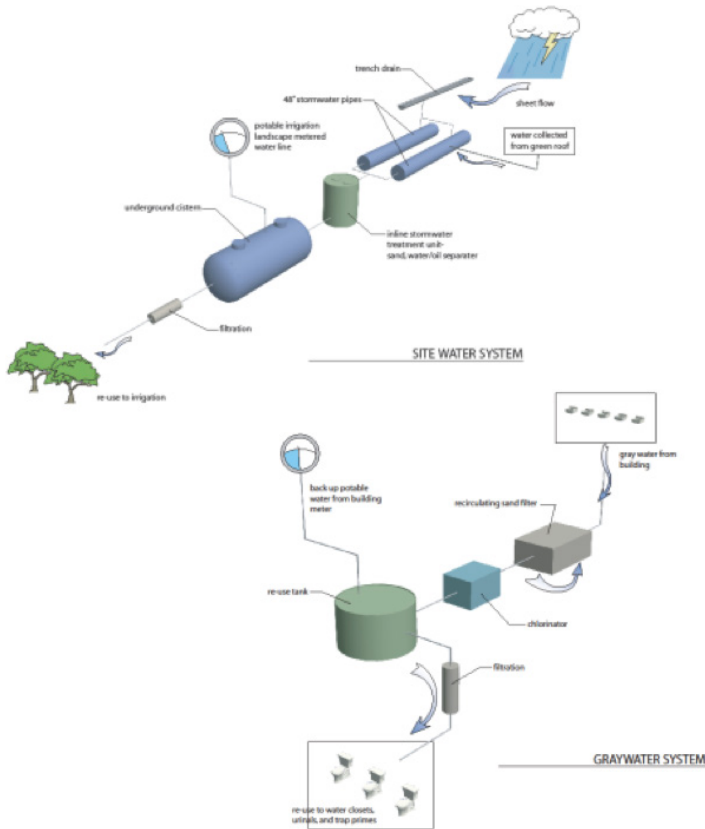 trench drain
48" stormwater pipes
sheet flow
potable irrigation
landscape metered
water line
water collected
from green roof
underground cistern
inline stormwater
treatment unit-
sand, water/oil separater
filtration
SITE WATER SYSTEM
re-use to irrigation
gray water from
building
back up potable
water from building
meter
recirculating sand filter
re-use tank
chlorinator
filtration
GRAYWATER SYSTEM
re-use to water closets,
urinals, and trap primes